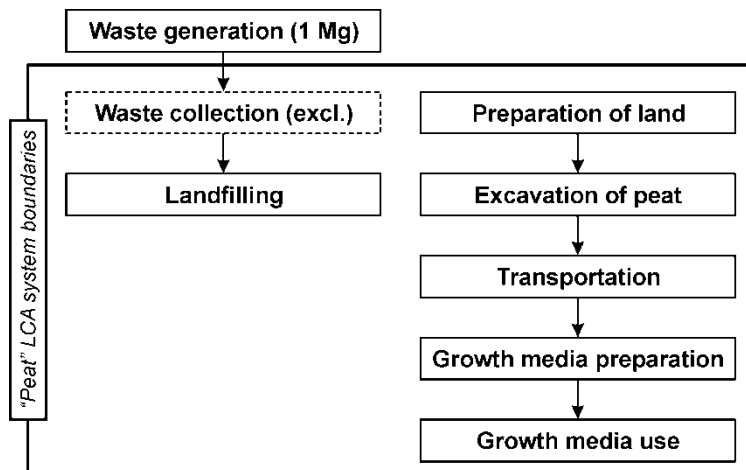 Waste generation (1 Mg)
Waste collection (excl.)
Landfilling
Preparation of land
Excavation of peat
Transportation
Growth media preparation
Growth media use
"Peat" LCA system boundaries